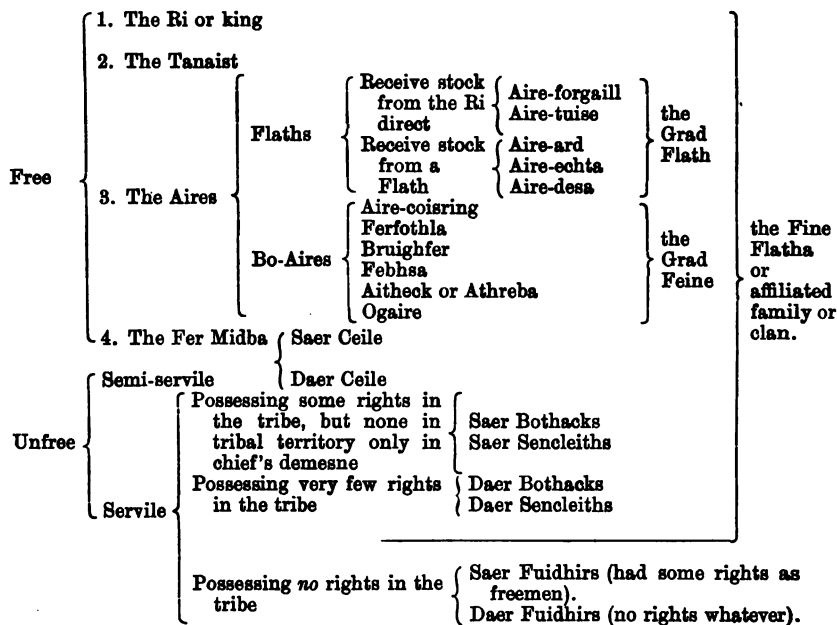 1. The Ri or king
2. The Tanaist
Free
3. The Aires
Flaths
Receive stock
from the Ri
direct
Aire-forgaill
Aire-tuise
Receive stock
from a
Flath
Aire-ard
Aire-echta
Aire-desa
the
Grad
Flath
Bo-Aires
Aire-coisring
Ferfothla
Bruighfer
Febhsa
Aitheck or Athreba
Ogaire
the
Grad
Feine
4. The Fer Midba
Saer Ceile
Daer Ceile
the Fine
Flatha
or
affiliated
family or
clan.
Unfree
Semi-servile
Servile
Possessing some rights in
the tribe, but none in
tribal territory only in
chief's demesne
Saer Bothacks
Saer Sencleiths
Possessing very few rights
in the tribe
Daer Bothacks
Daer Sencleiths
Possessing no rights in the
tribe
Saer Fuidhirs (had some rights as
freemen).
Daer Fuidhirs (no rights whatever).